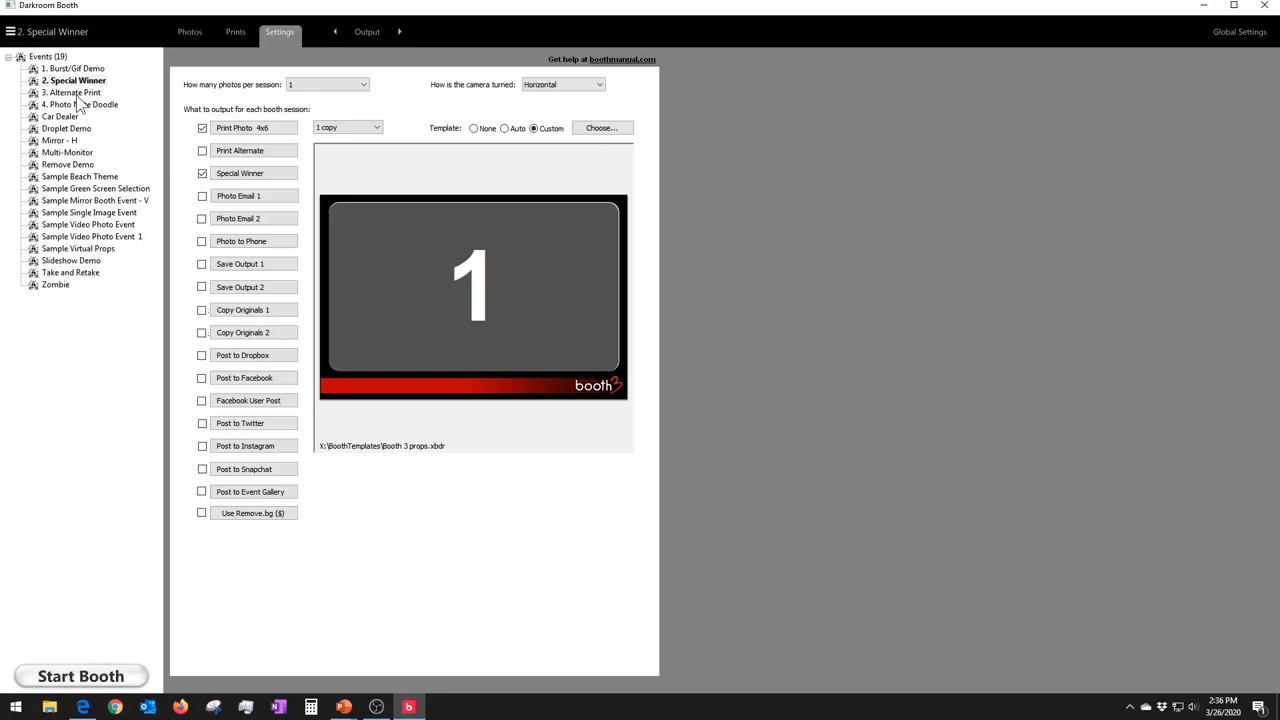 Darkroom Booth
2. Special Winner
Photos
Prints
Settings
Output
Global Settings
Events (19)
1. Burst/Gif Demo
2. Special Winner
3. Alternate Print
4. Photo Doodle
Car Dealer
Droplet Demo
Mirror - H
Multi-Monitor
Remove Demo
Sample Beach Theme
Sample Green Screen Selection
Sample Mirror Booth Event - V
Sample Single Image Event
Sample Video Photo Event
Sample Video Photo Event 1
Sample Virtual Props
Slideshow Demo
Take and Retake
Zombie
Start Booth
Get help at boothmanual.com
How many photos per session: 1
How is the camera turned: Horizontal
What to output for each booth session:
Print Photo 4x6
1 copy
Template: None Auto Custom Choose...
Print Alternate
Special Winner
Photo Email 1
Photo Email 2
Photo to Phone
Save Output 1
Save Output 2
Copy Originals 1
Copy Originals 2
Post to Dropbox
Post to Facebook
Facebook User Post
Post to Twitter
Post to Instagram
Post to Snapchat
Post to Event Gallery
Use Remove.bg ($)
1
booth3
X:\BoothTemplates\Booth 3 props.xbdr
2:36 PM
3/26/2020